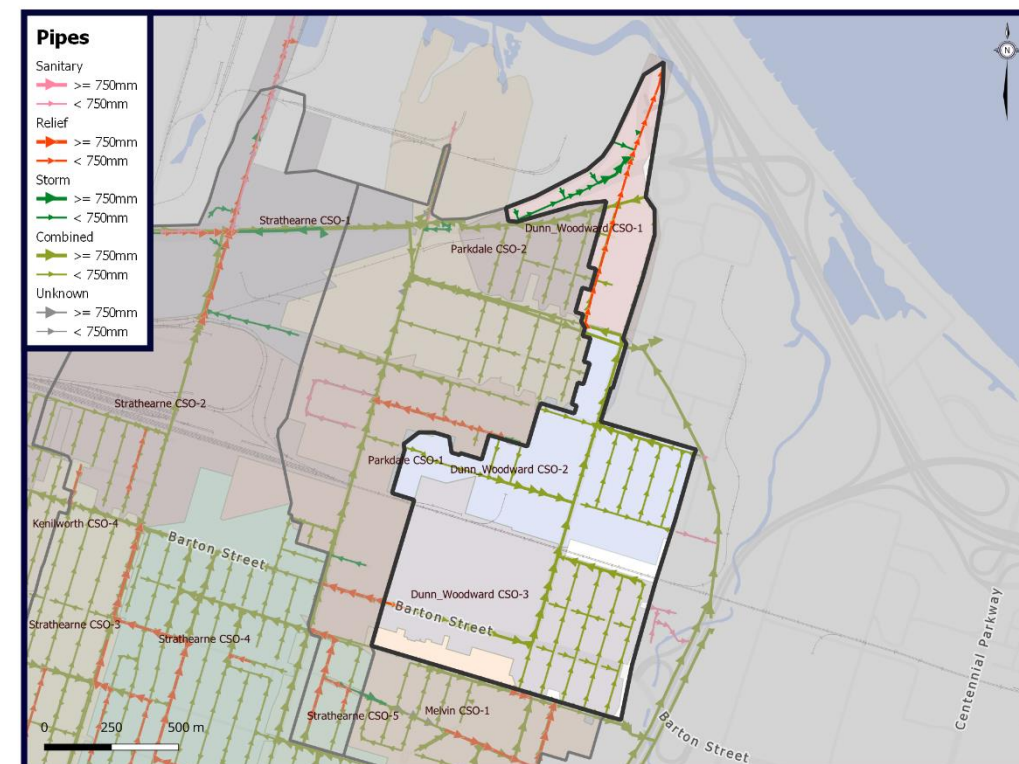 Pipes
Sanitary
>= 750mm
< 750mm
Relief
>= 750mm
< 750mm
Storm
>= 750mm
< 750mm
Combined
>= 750mm
< 750mm
Unknown
>= 750mm
< 750mm
N
Strathearne CSO-1
Dunn_Woodward CSO-1
Parkdale CSO-2
Strathearne CSO-2
Parkdale CSO-1
Dunn_Woodward CSO-2
Kenilworth CSO-4
Barton Street
Dunn_Woodward CSO-3
Barton Street
Strathearne CSO-3
Strathearne CSO-4
Centennial Parkway
Strathearne CSO-5
Melvin CSO-1
Barton Street
0 250 500 m